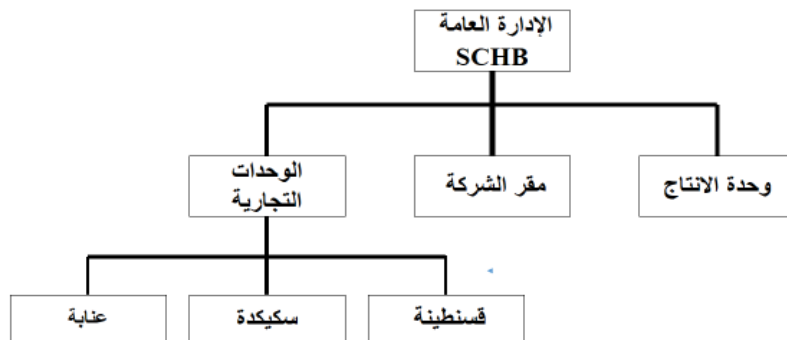 الإدارة العامة
SCHB
وحدة الانتاج
مقر الشركة
الوحدات
التجارية
قسنطينة
سكيكدة
عنابة